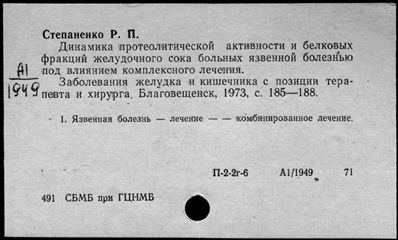 Степаненко Р. П.
Динамика протеолитической активности и белковых
фракций желудочного сока больных язвенной болезнью
под влиянием комплексного лечения.
А1
1949
Заболевания желудка и кишечника с позиции тера-
певта и хирурга. Благовещенск, 1973, с. 185—188.
1. Язвенная болезнь — лечение — — комбинированное лечение.
П-2-2г-6 А1/1949 71
491 СБМБ при ГЦНМБ